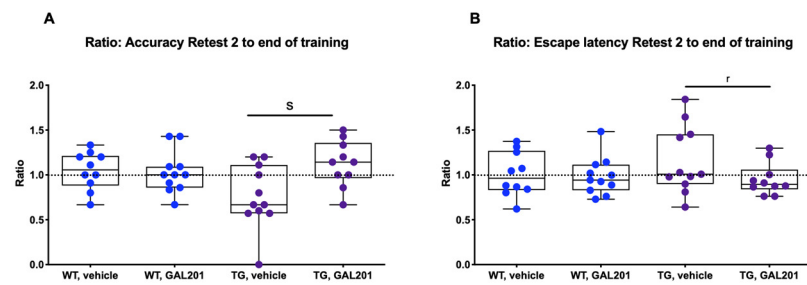 A
Ratio: Accuracy Retest 2 to end of training
2.0
1.5
1.0
0.5
0.0
Ratio
S
WT, vehicle
WT, GAL201
TG, vehicle
TG, GAL201
B
Ratio: Escape latency Retest 2 to end of training
2.0
1.5
1.0
0.5
0.0
Ratio
r
WT, vehicle
WT, GAL201
TG, vehicle
TG, GAL201